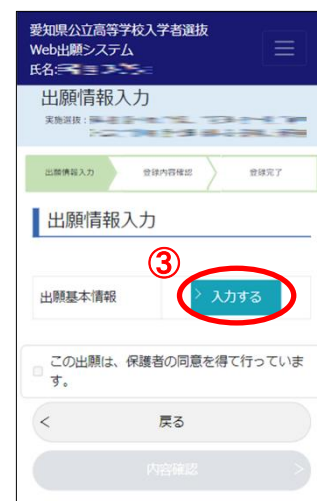 愛知県公立高等学校入学者選抜
Web出願システム
氏名:
出願情報入力
実施選抜:
出願情報入力 登録内容確認 登録完了
出願情報入力
③
出願基本情報 > 入力する
この出願は、保護者の同意を得て行っていま
す。
< 戻る
内容確認 >